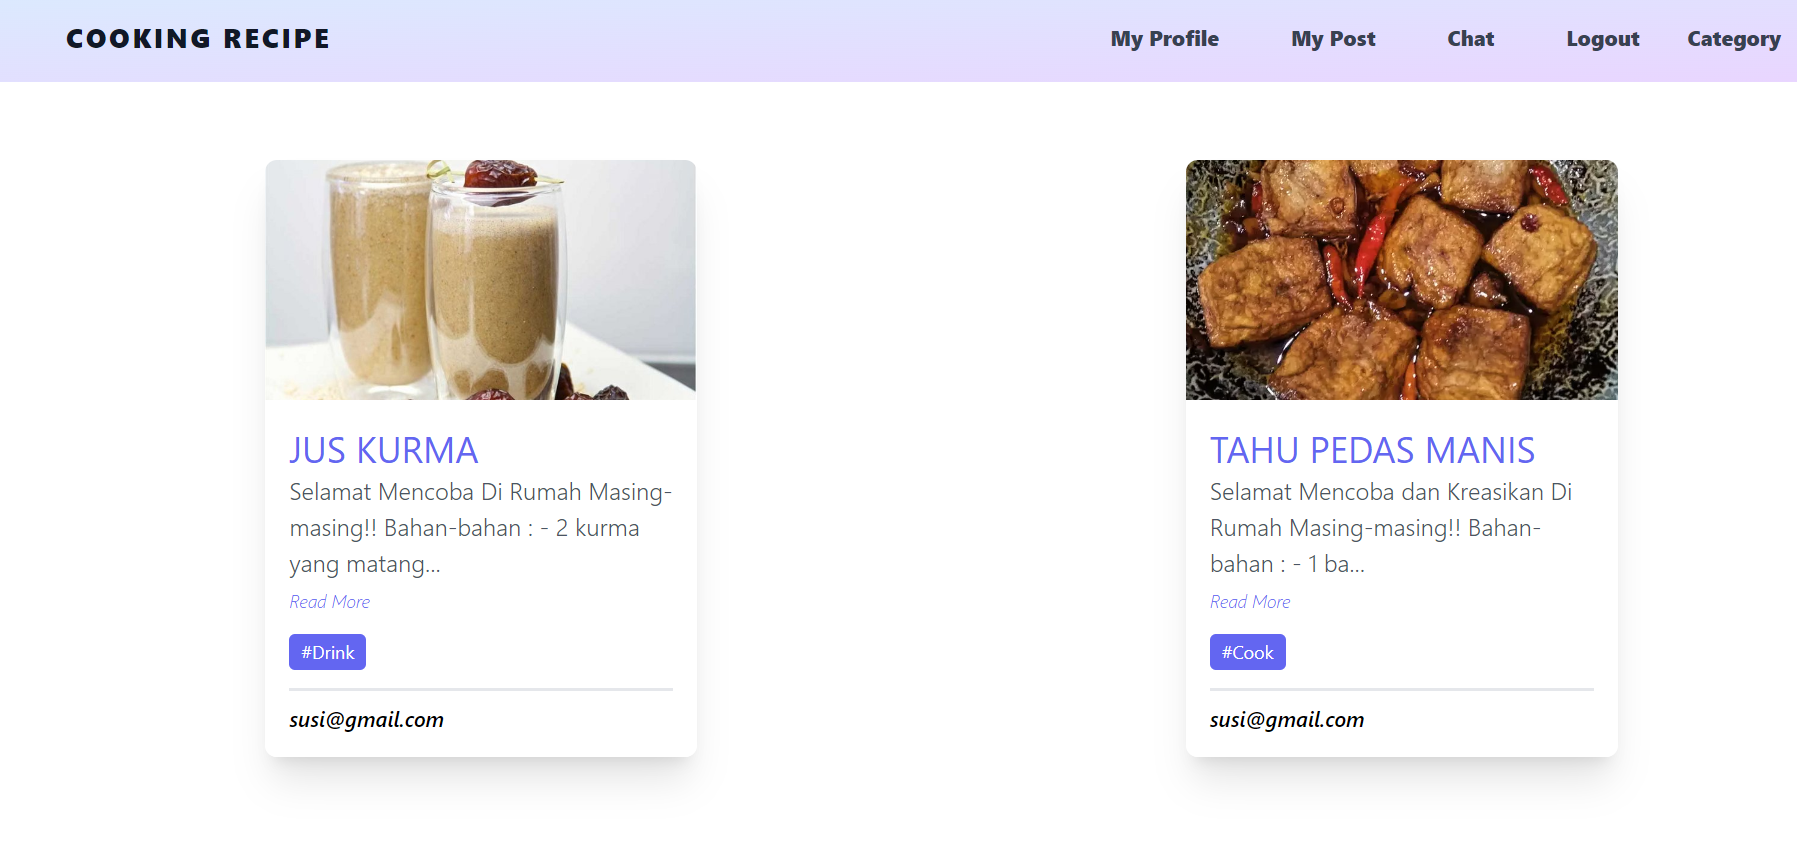 COOKING RECIPE
My Profile
My Post
Chat
Logout
Category
JUS KURMA
Selamat Mencoba Di Rumah Masing-
masing!! Bahan-bahan : - 2 kurma
yang matang...
Read More
#Drink
susi@gmail.com
TAHU PEDAS MANIS
Selamat Mencoba dan Kreasikan Di
Rumah Masing-masing!! Bahan-
bahan : - 1 ba...
Read More
#Cook
susi@gmail.com